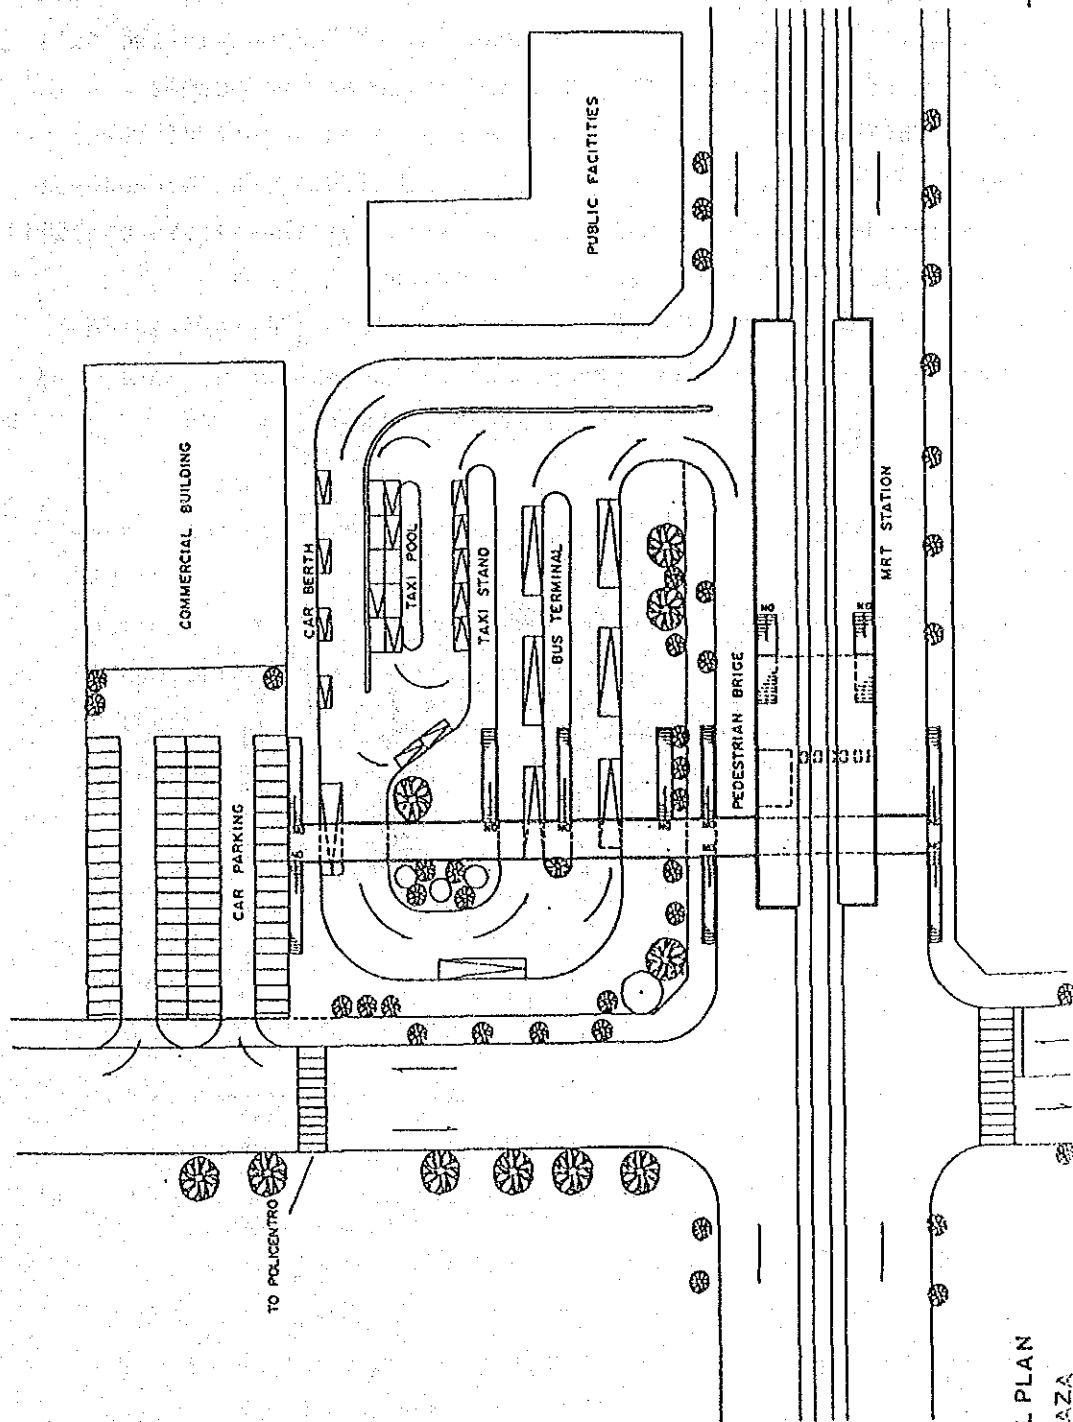 COMMERCIAL BUILDING
PUBLIC FACITITIES
CAR BERTH
TAXI POOL
TAXI STAND
BUS TERMINAL
CAR PARKING
PEDESTRIAN BRIGE
MRT STATION
TO POLICENTRO
PLAN